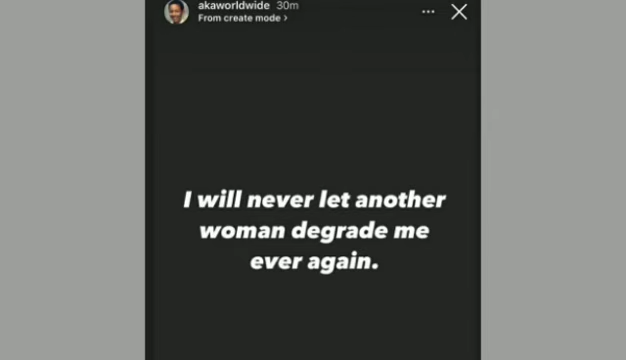 akaworldwide 30m
From create mode >
I will never let another
woman degrade me
ever again.